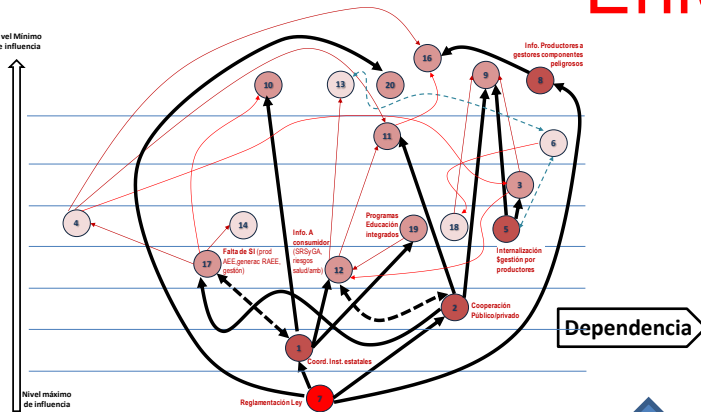 vel Mínimo
de influencia
Info. Productores a
gestores componentes
peligrosos
16
9
8
10
13
20
11
6
3
4
14
Programas
Educación
integrados
19
18
5
Info. A
consumidor
(SRSyGA,
riesgos
salud/amb)
Falta de SI (prod
AEE,generac RAEE,
gestión)
17
12
Internalización
$gestión por
productores
2
Cooperación
Público/privado
Dependencia
1
Coord. Inst. estatales
Nivel máximo
de influencia
Reglamentación Ley
7